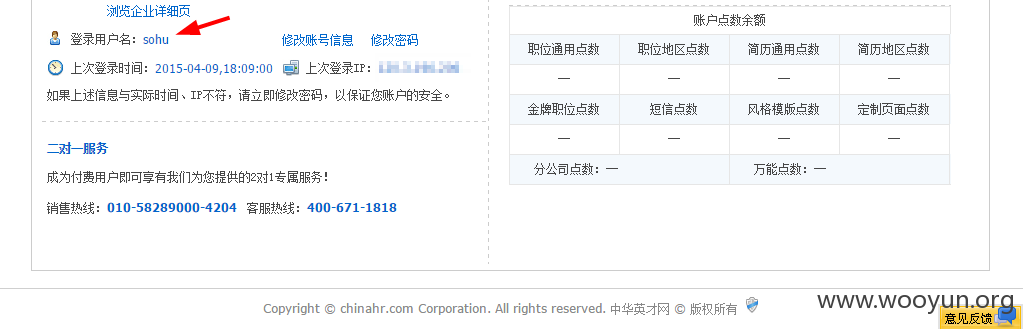 浏览企业详细页
登录用户名：sohu 修改账号信息 修改密码
上次登录时间：2015-04-09,18:09:00 上次登录IP：
如果上述信息与实际时间、IP不符，请立即修改密码，以保证您账户的安全。
二对一服务
成为付费用户即可享有我们为您提供的2对1专属服务！
销售热线：010-58289000-4204 客服热线：400-671-1818
账户点数余额
职位通用点数 职位地区点数 简历通用点数 简历地区点数
— — — —
金牌职位点数 短信点数 风格模版点数 定制页面点数
— — — —
分公司点数：— 万能点数：—
Copyright © chinahr.com Corporation. All rights reserved. 中华英才网 © 版权所有
www.wooyun.org
意见反馈